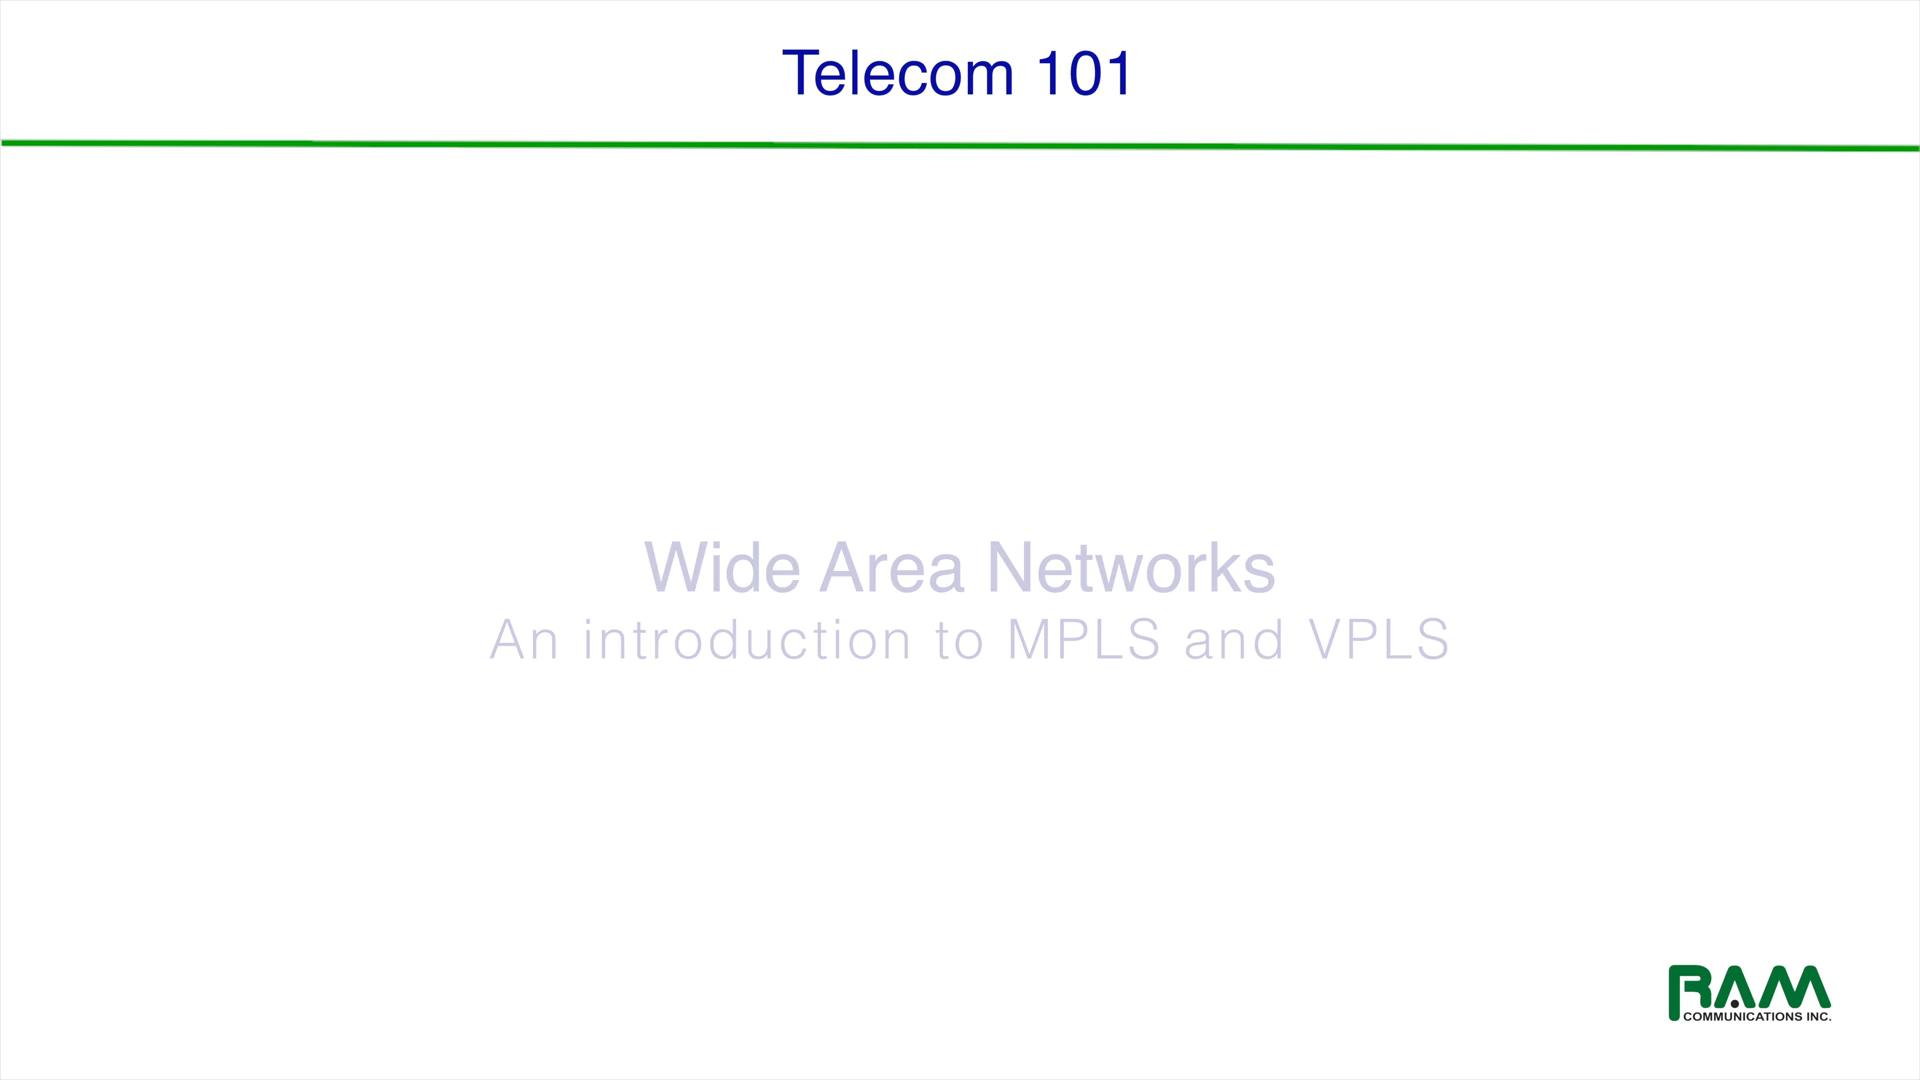 Telecom 101
Wide Area Networks
An introduction to MPLS and VPLS
RAM
COMMUNICATIONS INC.